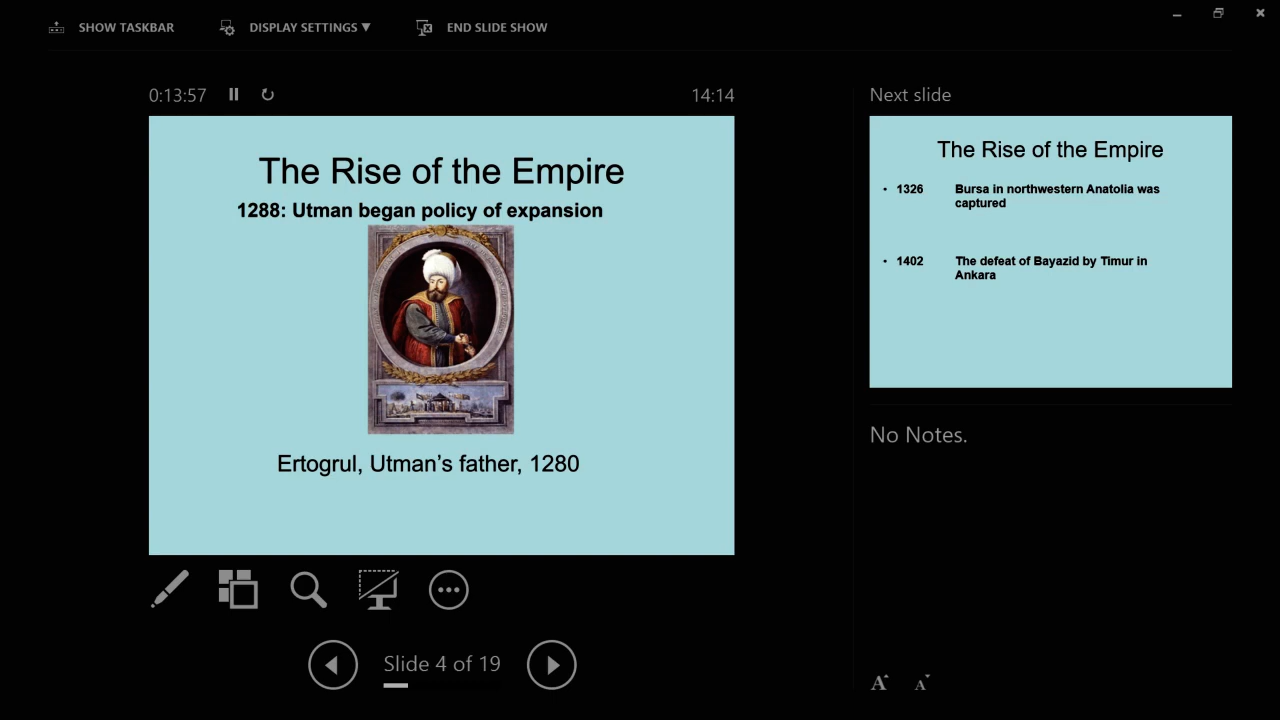 SHOW TASKBAR
DISPLAY SETTINGS ▼
END SLIDE SHOW
0:13:57
14:14
The Rise of the Empire
1288: Utman began policy of expansion
Ertogrul, Utman's father, 1280
Slide 4 of 19
Next slide
The Rise of the Empire
• 1326 Bursa in northwestern Anatolia was
captured
• 1402 The defeat of Bayazid by Timur in
Ankara
No Notes.
A A